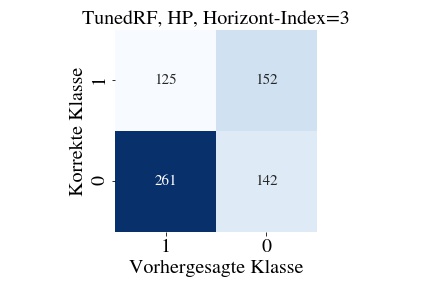 TunedRF, HP, Horizont-Index=3
Korrekte Klasse
1
125
152
0
261
142
1
0
Vorhergesagte Klasse